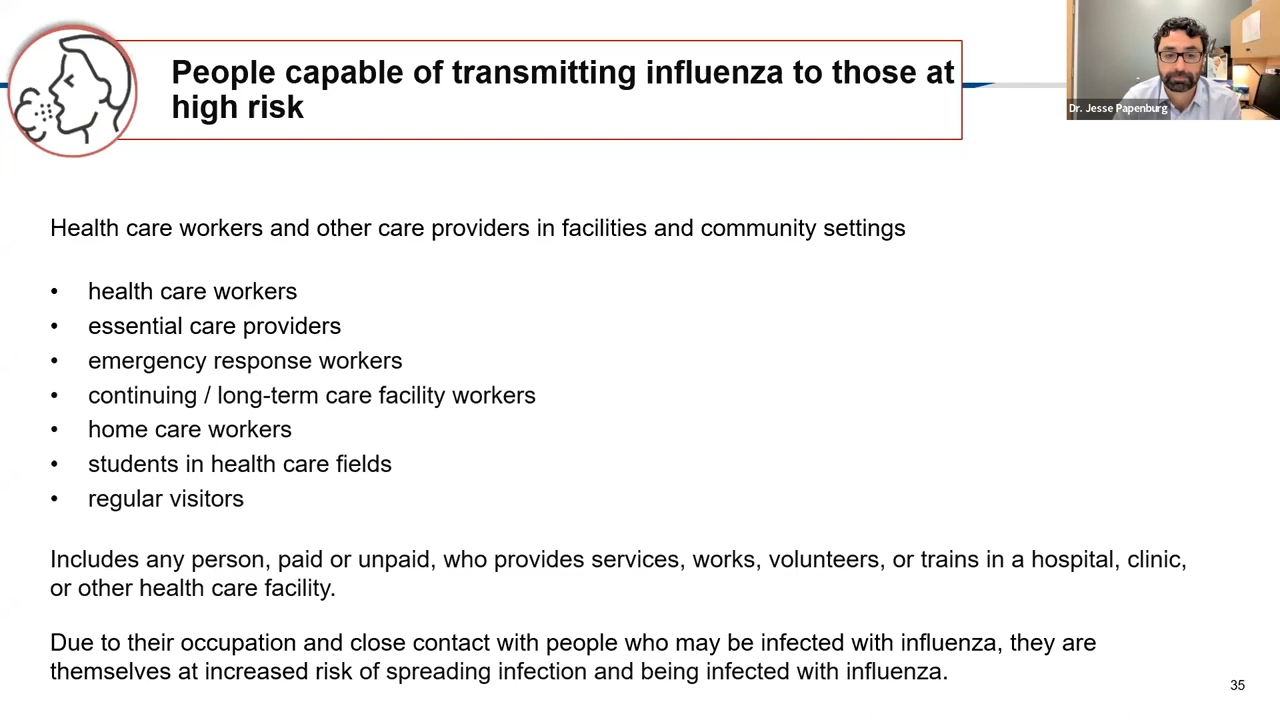 People capable of transmitting influenza to those at
high risk
Dr. Jesse Papenburg
Health care workers and other care providers in facilities and community settings
• health care workers
• essential care providers
• emergency response workers
• continuing / long-term care facility workers
• home care workers
• students in health care fields
• regular visitors
Includes any person, paid or unpaid, who provides services, works, volunteers, or trains in a hospital, clinic,
or other health care facility.
Due to their occupation and close contact with people who may be infected with influenza, they are
themselves at increased risk of spreading infection and being infected with influenza.
35